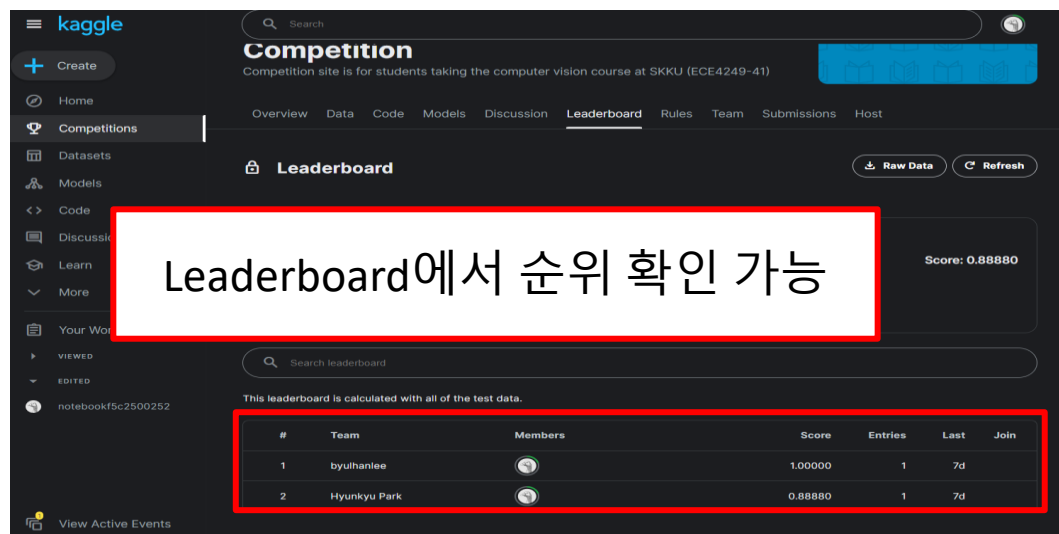 kaggle
Search
Create
Competition
Competition site is for students taking the computer vision course at SKKU (ECE4249-41)
Home
Overview Data Code Models Discussion Leaderboard Rules Team Submissions Host
Competitions
Datasets
Leaderboard
Raw Data
Refresh
Models
Code
Learn
More
Leaderboard에서 순위 확인 가능
Score: 0.88880
VIEWED
Search leaderboard
EDITED
This leaderboard is calculated with all of the test data.
notebookf5c2500252
# Team Members Score Entries Last Join
1 byulhanlee 1.00000 1 7d
2 Hyunkyu Park 0.88880 1 7d
1
View Active Events